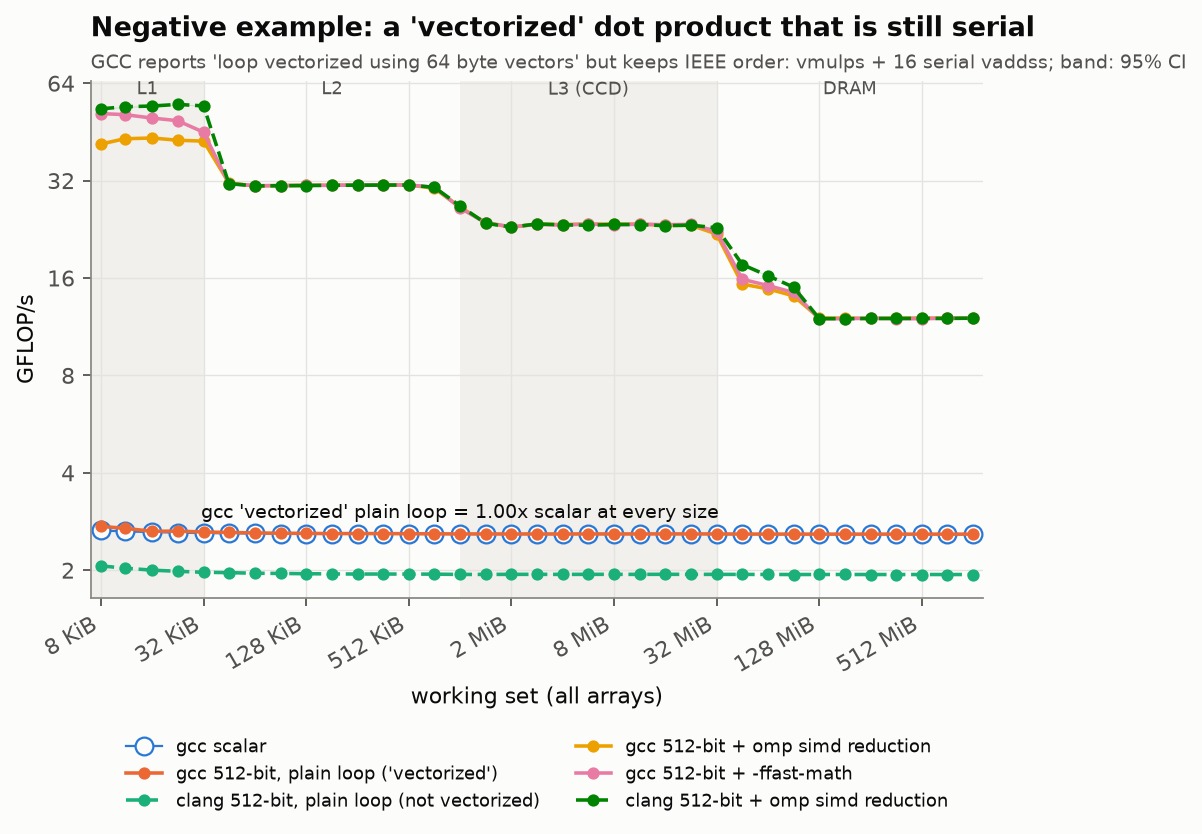 Negative example: a 'vectorized' dot product that is still serial
GCC reports 'loop vectorized using 64 byte vectors' but keeps IEEE order: vmulps + 16 serial vaddss; band: 95% CI
L1
L2
L3 (CCD)
DRAM
64
32
16
8
4
2
GFLOP/s
gcc 'vectorized' plain loop = 1.00x scalar at every size
8 KiB
32 KiB
128 KiB
512 KiB
2 MiB
8 MiB
32 MiB
128 MiB
512 MiB
working set (all arrays)
gcc scalar
gcc 512-bit, plain loop ('vectorized')
clang 512-bit, plain loop (not vectorized)
gcc 512-bit + omp simd reduction
gcc 512-bit + -ffast-math
clang 512-bit + omp simd reduction